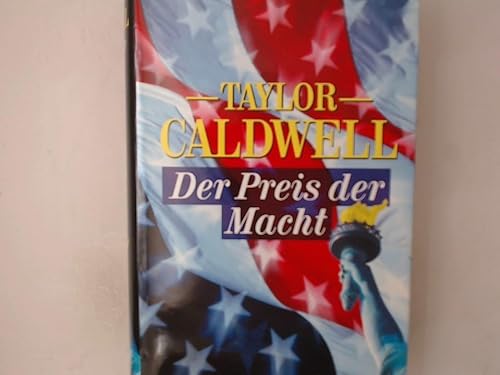 TAYLOR
CALDWELL
Der Preis der
Macht